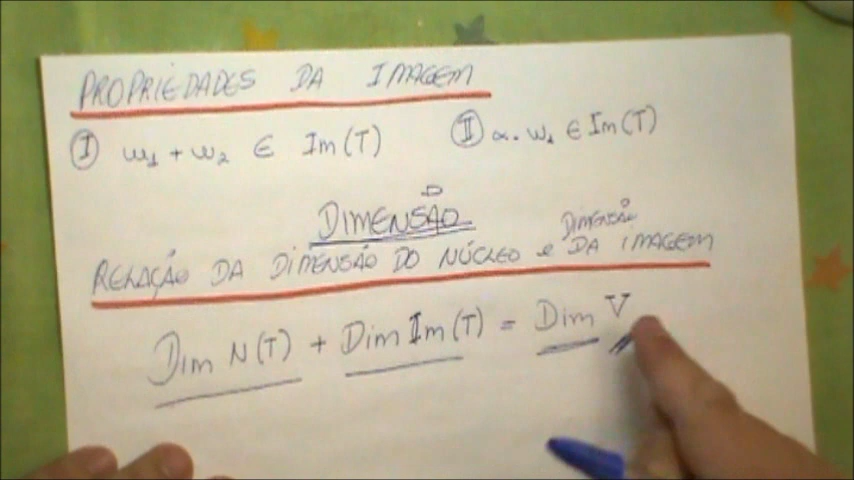 PROPRIEDADES DA IMAGEM
Ⓘ w₁ + w₂ ∈ Im(T) Ⓘ̲Ⓘ α. w₁ ∈ Im(T)
DIMENSÃO
DIMENSÃO
RELAÇÃO DA DIMENSÃO DO NÚCLEO e DA IMAGEM
Dim N(T) + Dim Im(T) = Dim V